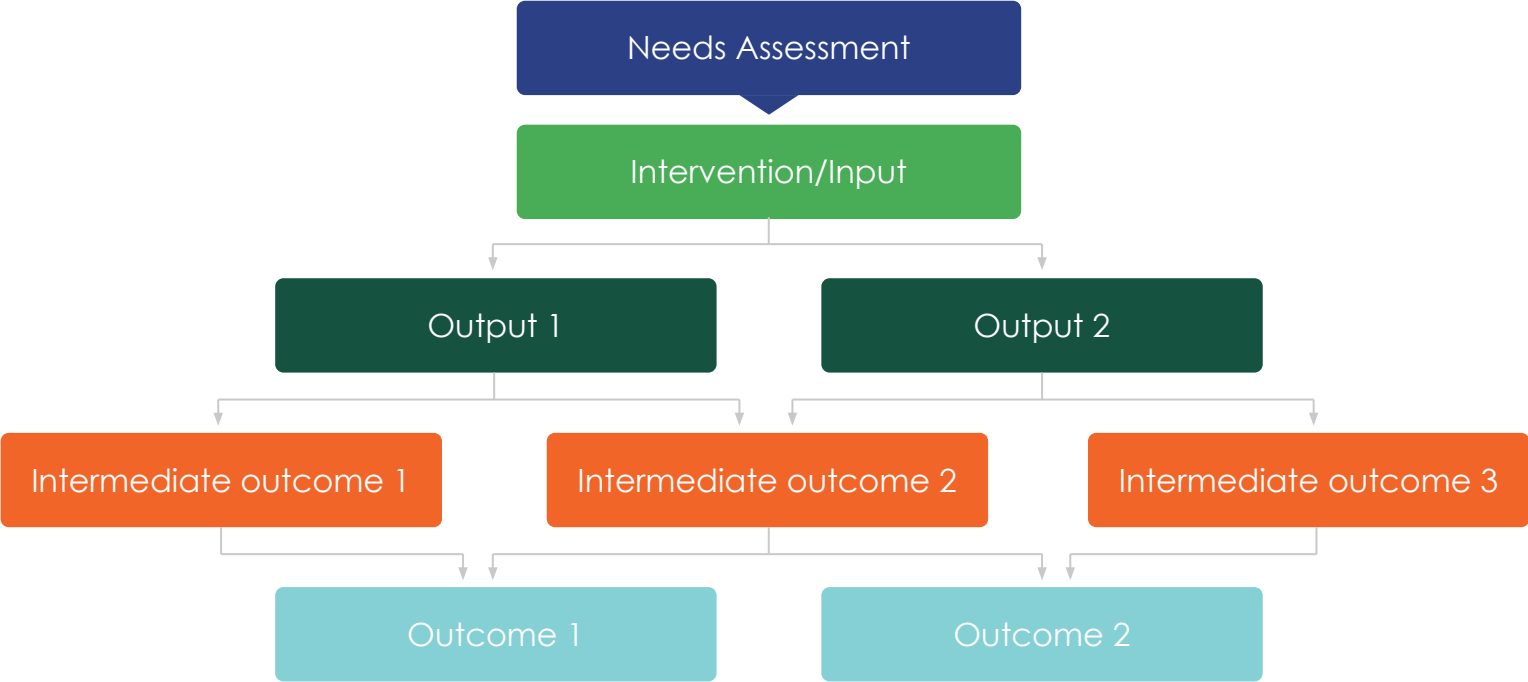 Needs Assessment
Intervention/Input
Output 1
Output 2
Intermediate outcome 1
Intermediate outcome 2
Intermediate outcome 3
Outcome 1
Outcome 2